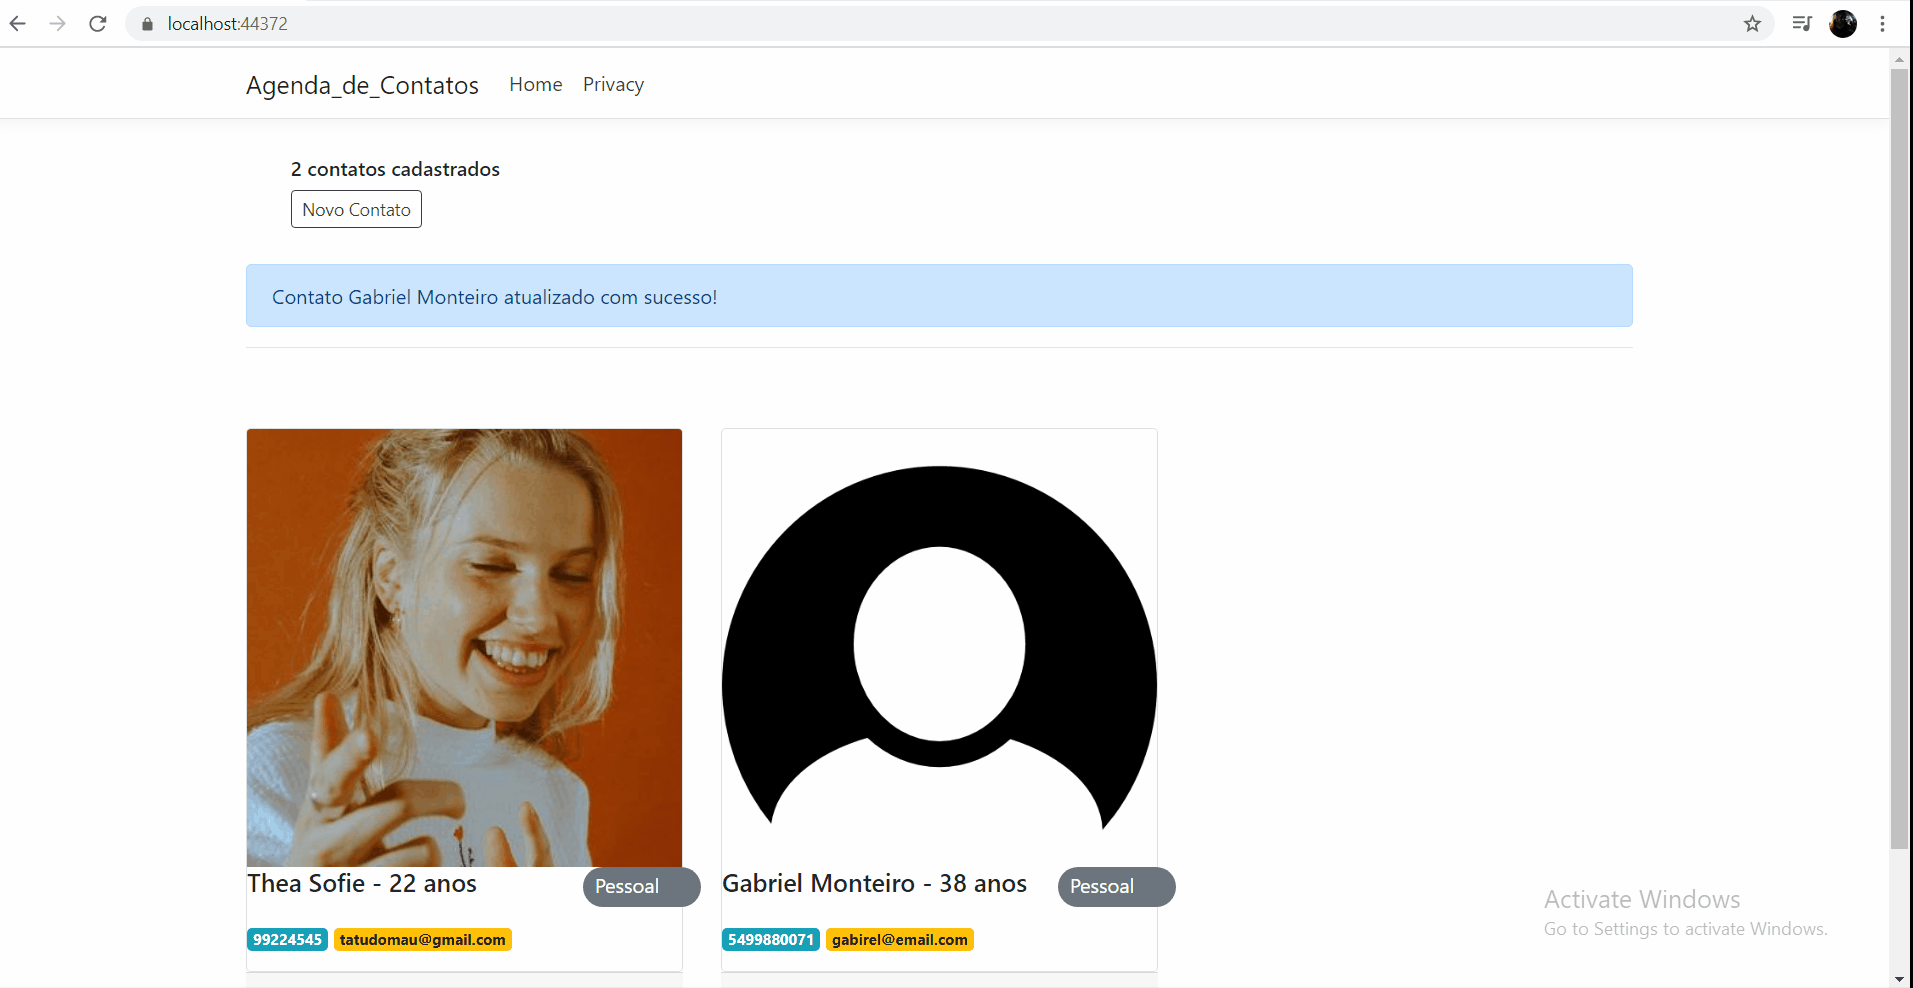 localhost:44372
Agenda_de_Contatos Home Privacy
2 contatos cadastrados
Novo Contato
Contato Gabriel Monteiro atualizado com sucesso!
Thea Sofie - 22 anos Pessoal
99224545 tatudomau@gmail.com
Gabriel Monteiro - 38 anos Pessoal
5499880071 gabirel@email.com
Activate Windows
Go to Settings to activate Windows.